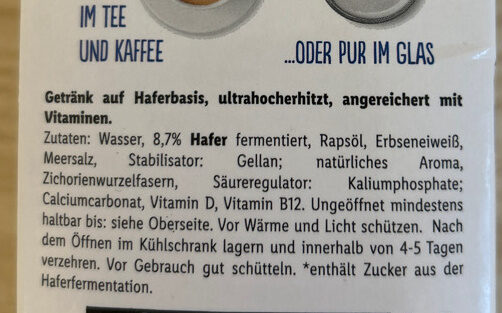 IM TEE
UND KAFFEE
...ODER PUR IM GLAS
Getränk auf Haferbasis, ultrahocherhitzt, angereichert mit
Vitaminen.
Zutaten: Wasser, 8,7% Hafer fermentiert, Rapsöl, Erbseneiweiß,
Meersalz, Stabilisator: Gellan; natürliches Aroma,
Zichorienwurzelfasern, Säureregulator: Kaliumphosphate;
Calciumcarbonat, Vitamin D, Vitamin B12. Ungeöffnet mindestens
haltbar bis: siehe Oberseite. Vor Wärme und Licht schützen. Nach
dem Öffnen im Kühlschrank lagern und innerhalb von 4-5 Tagen
verzehren. Vor Gebrauch gut schütteln. *enthält Zucker aus der
Haferfermentation.